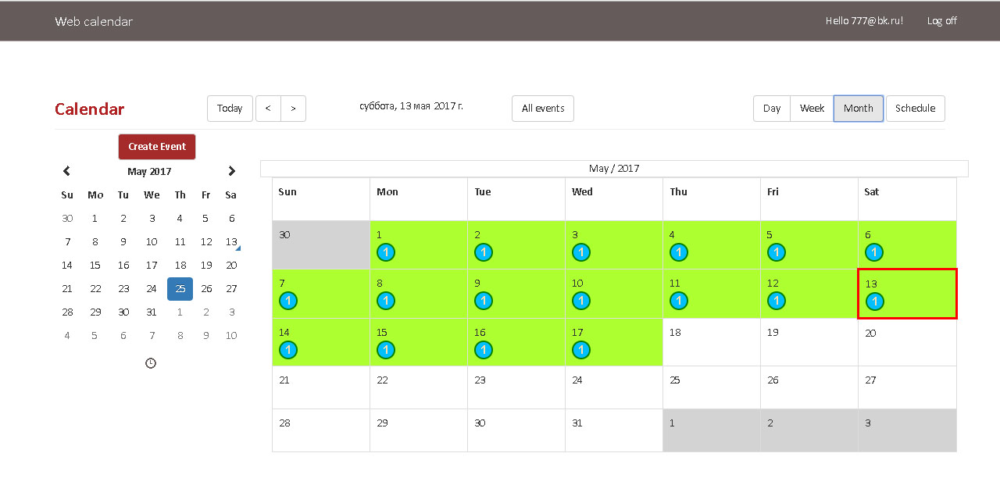 Web calendar Hello 777@bk.ru! Log off
Calendar Today < > суббота, 13 мая 2017 г. All events Day Week Month Schedule
Create Event
May 2017
Su Mo Tu We Th Fr Sa
30 1 2 3 4 5 6
7 8 9 10 11 12 13
14 15 16 17 18 19 20
21 22 23 24 25 26 27
28 29 30 31 1 2 3
4 5 6 7 8 9 10
May / 2017
Sun Mon Tue Wed Thu Fri Sat
30 1 2 3 4 5 6
1 1 1 1 1 1
7 8 9 10 11 12 13
1 1 1 1 1 1 1
14 15 16 17 18 19 20
1 1 1 1
21 22 23 24 25 26 27
28 29 30 31 1 2 3